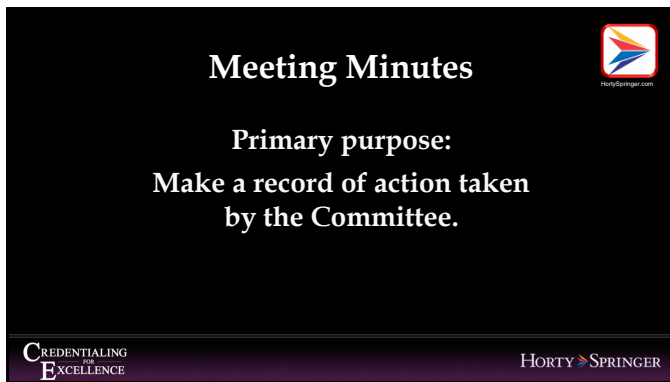 Meeting Minutes
HortySpringer.com
Primary purpose:
Make a record of action taken
by the Committee.
CREDENTIALING
FOR
EXCELLENCE
HORTY SPRINGER